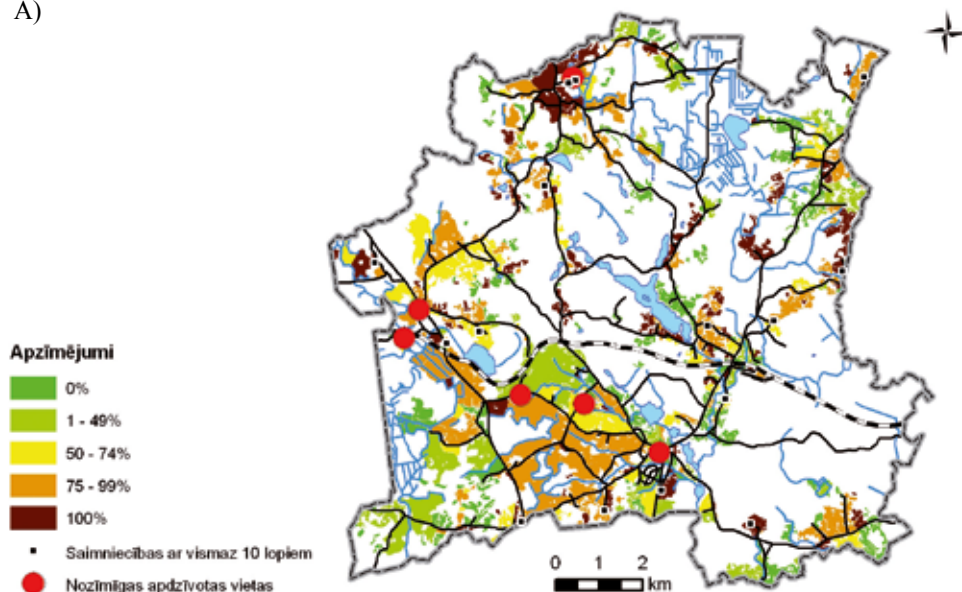 A)
Apzīmējumi
0%
1 - 49%
50 - 74%
75 - 99%
100%
Saimniecības ar vismaz 10 lopiem
Nozīmīgas apdzīvotas vietas
0 1 2
km